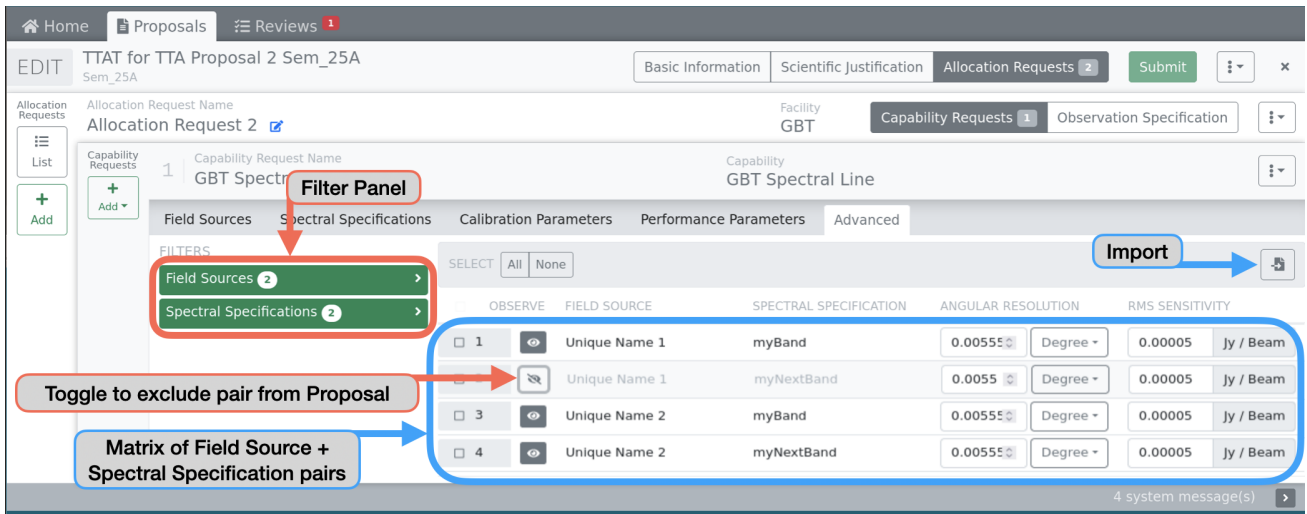 Home Proposals Reviews 1
EDIT TTAT for TTA Proposal 2 Sem_25A Basic Information Scientific Justification Allocation Requests 2 Submit ×
Sem_25A
Allocation Requests
List
Add
Allocation Request Name
Allocation Request 2
Facility
GBT
Capability Requests 1 Observation Specification
Capability Requests
Add
1
Capability Request Name
GBT Spectr
Capability
GBT Spectral Line
Filter Panel
Field Sources Spectral Specifications Calibration Parameters Performance Parameters Advanced
Import
FILTERS
Field Sources 2
Spectral Specifications 2
SELECT All None
OBSERVE FIELD SOURCE SPECTRAL SPECIFICATION ANGULAR RESOLUTION RMS SENSITIVITY
1 Unique Name 1 myBand 0.00555 Degree 0.00005 Jy / Beam
Unique Name 1 myNextBand 0.0055 Degree 0.00005 Jy / Beam
3 Unique Name 2 myBand 0.00555 Degree 0.00005 Jy / Beam
4 Unique Name 2 myNextBand 0.00555 Degree 0.00005 Jy / Beam
Toggle to exclude pair from Proposal
Matrix of Field Source +
Spectral Specification pairs
4 system message(s)